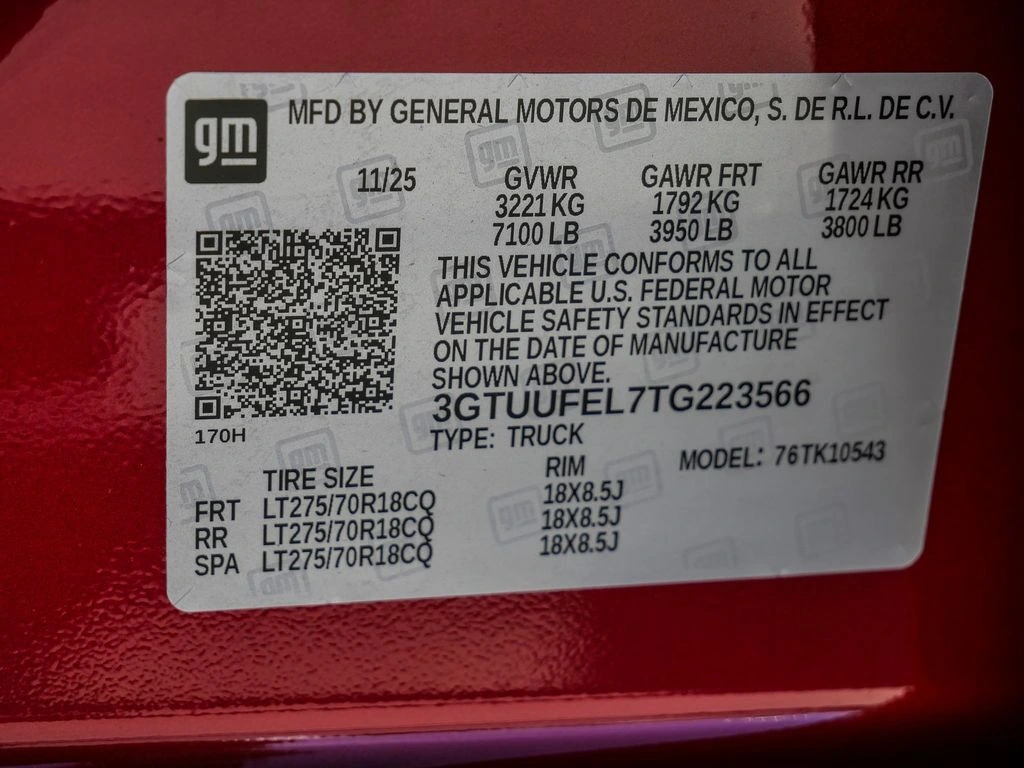 gm MFD BY GENERAL MOTORS DE MEXICO, S. DE R.L. DE C.V.
11/25 GVWR GAWR FRT GAWR RR
3221 KG 1792 KG 1724 KG
7100 LB 3950 LB 3800 LB
THIS VEHICLE CONFORMS TO ALL
APPLICABLE U.S. FEDERAL MOTOR
VEHICLE SAFETY STANDARDS IN EFFECT
ON THE DATE OF MANUFACTURE
SHOWN ABOVE.
3GTUUFEL7TG223566
170H
TYPE: TRUCK
MODEL: 76TK10543
TIRE SIZE RIM
FRT LT275/70R18CQ 18X8.5J
RR LT275/70R18CQ 18X8.5J
SPA LT275/70R18CQ 18X8.5J